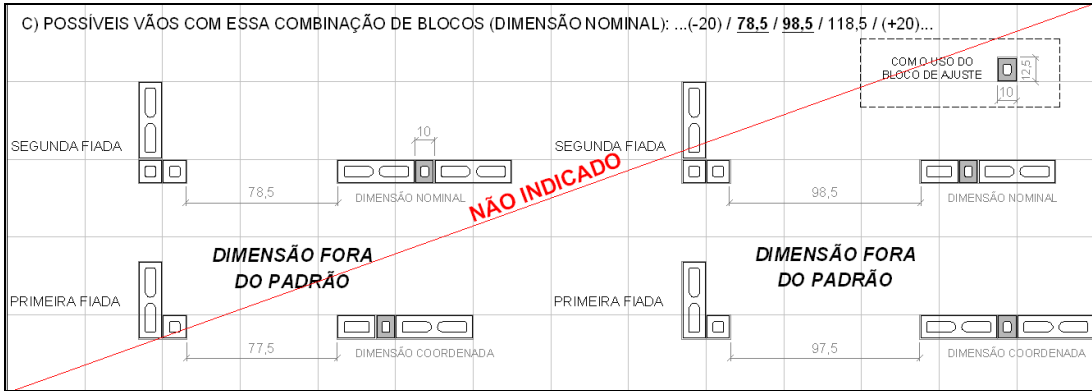 C) POSSÍVEIS VÃOS COM ESSA COMBINAÇÃO DE BLOCOS (DIMENSÃO NOMINAL): ...(-20) / 78,5 / 98,5 / 118,5 / (+20)...
COM O USO DO
BLOCO DE AJUSTE
12,5
10
SEGUNDA FIADA
10
78,5
DIMENSÃO NOMINAL
SEGUNDA FIADA
98,5
DIMENSÃO NOMINAL
NÃO INDICADO
DIMENSÃO FORA
DO PADRÃO
DIMENSÃO FORA
DO PADRÃO
PRIMEIRA FIADA
77,5
DIMENSÃO COORDENADA
PRIMEIRA FIADA
97,5
DIMENSÃO COORDENADA